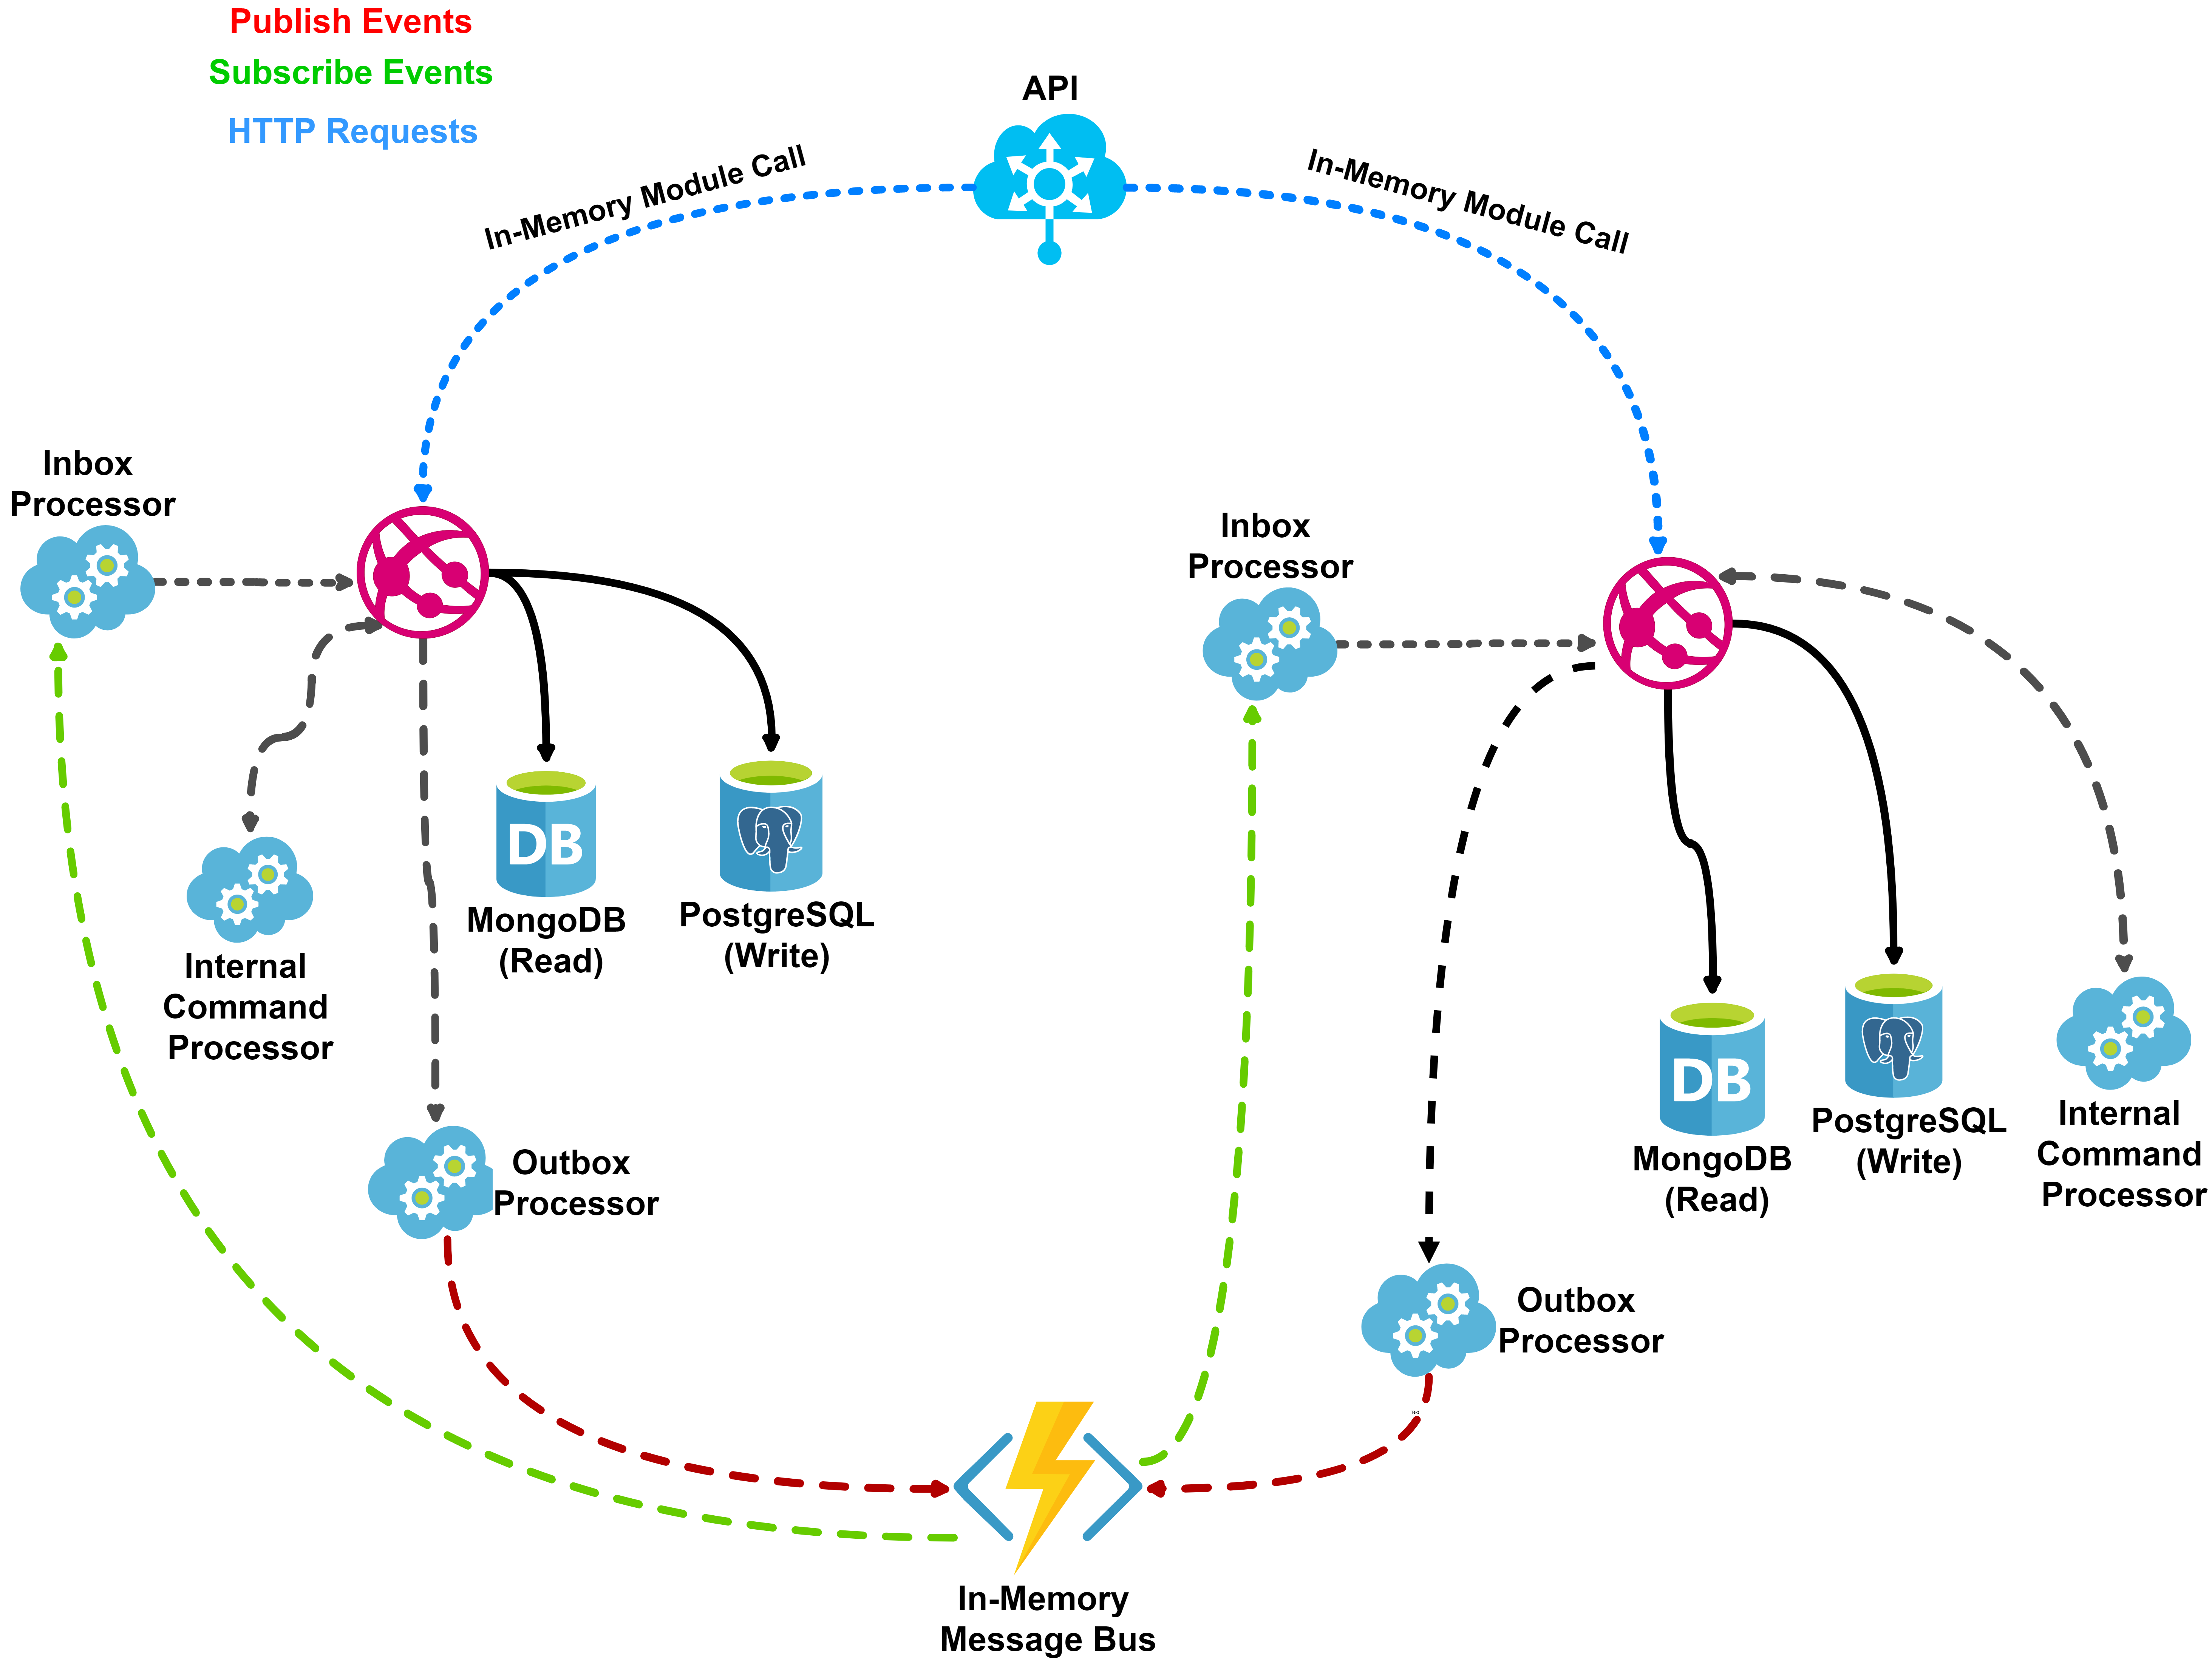 Publish Events
Subscribe Events
HTTP Requests
API
In-Memory Module Call
In-Memory Module Call
Inbox
Processor
Inbox
Processor
DB
MongoDB
(Read)
PostgreSQL
(Write)
Internal
Command
Processor
DB
MongoDB
(Read)
PostgreSQL
(Write)
Internal
Command
Processor
Outbox
Processor
Outbox
Processor
Text
In-Memory
Message Bus